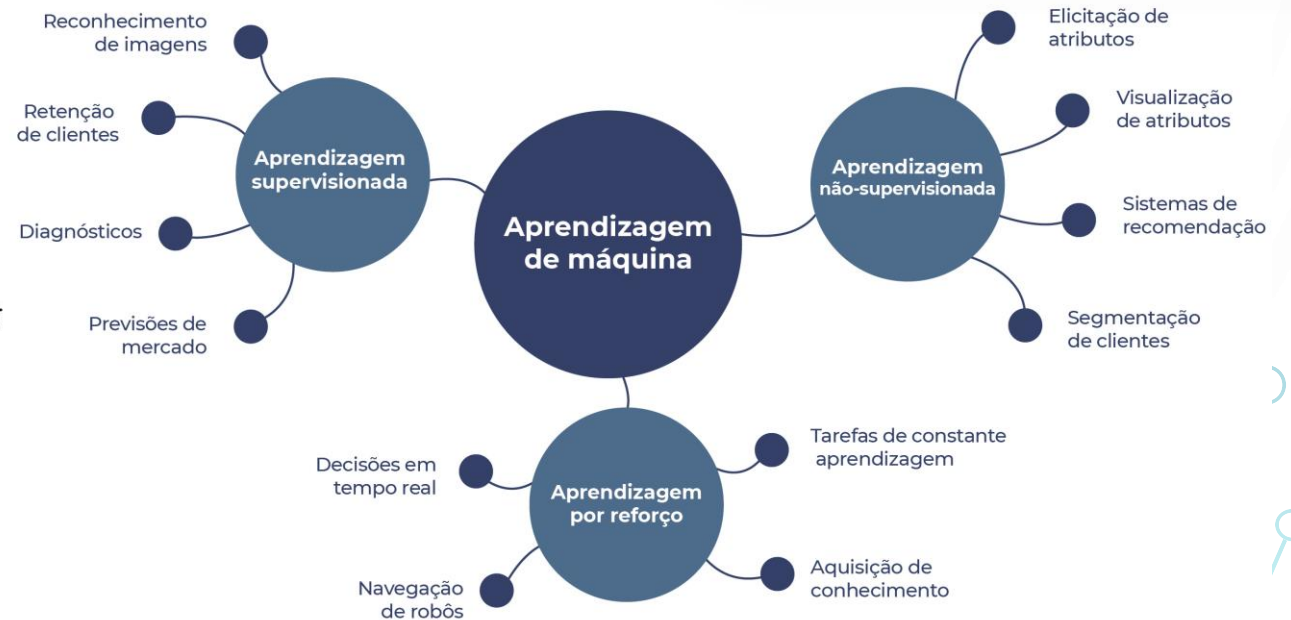 Reconhecimento
de imagens
Retenção
de clientes
Diagnósticos
Previsões de
mercado
Aprendizagem
supervisionada
Aprendizagem
de máquina
Aprendizagem
não-supervisionada
Elicitação de
atributos
Visualização
de atributos
Sistemas de
recomendação
Segmentação
de clientes
Aprendizagem
por reforço
Decisões em
tempo real
Navegação
de robôs
Tarefas de constante
aprendizagem
Aquisição de
conhecimento